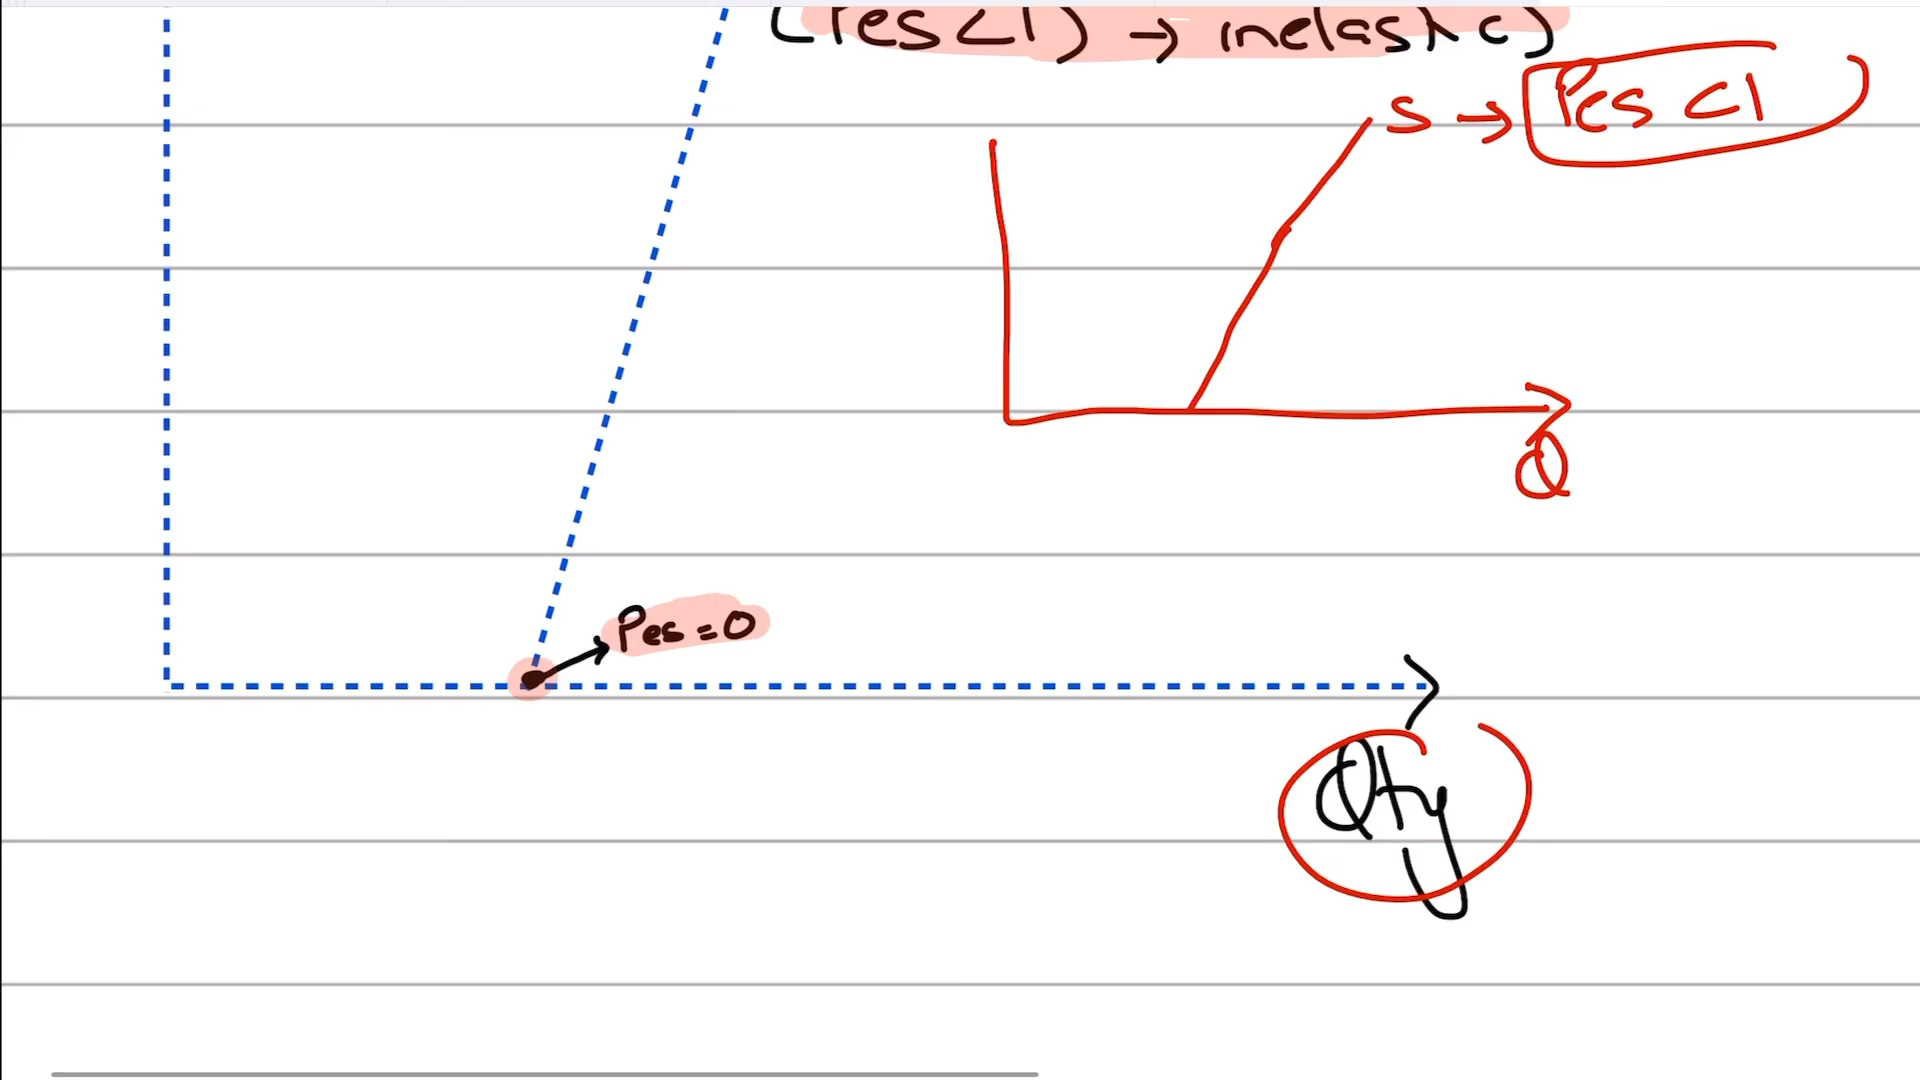 (Pes<1) → inelastic)
S → Pes <1
Q
Pes = 0
Qty